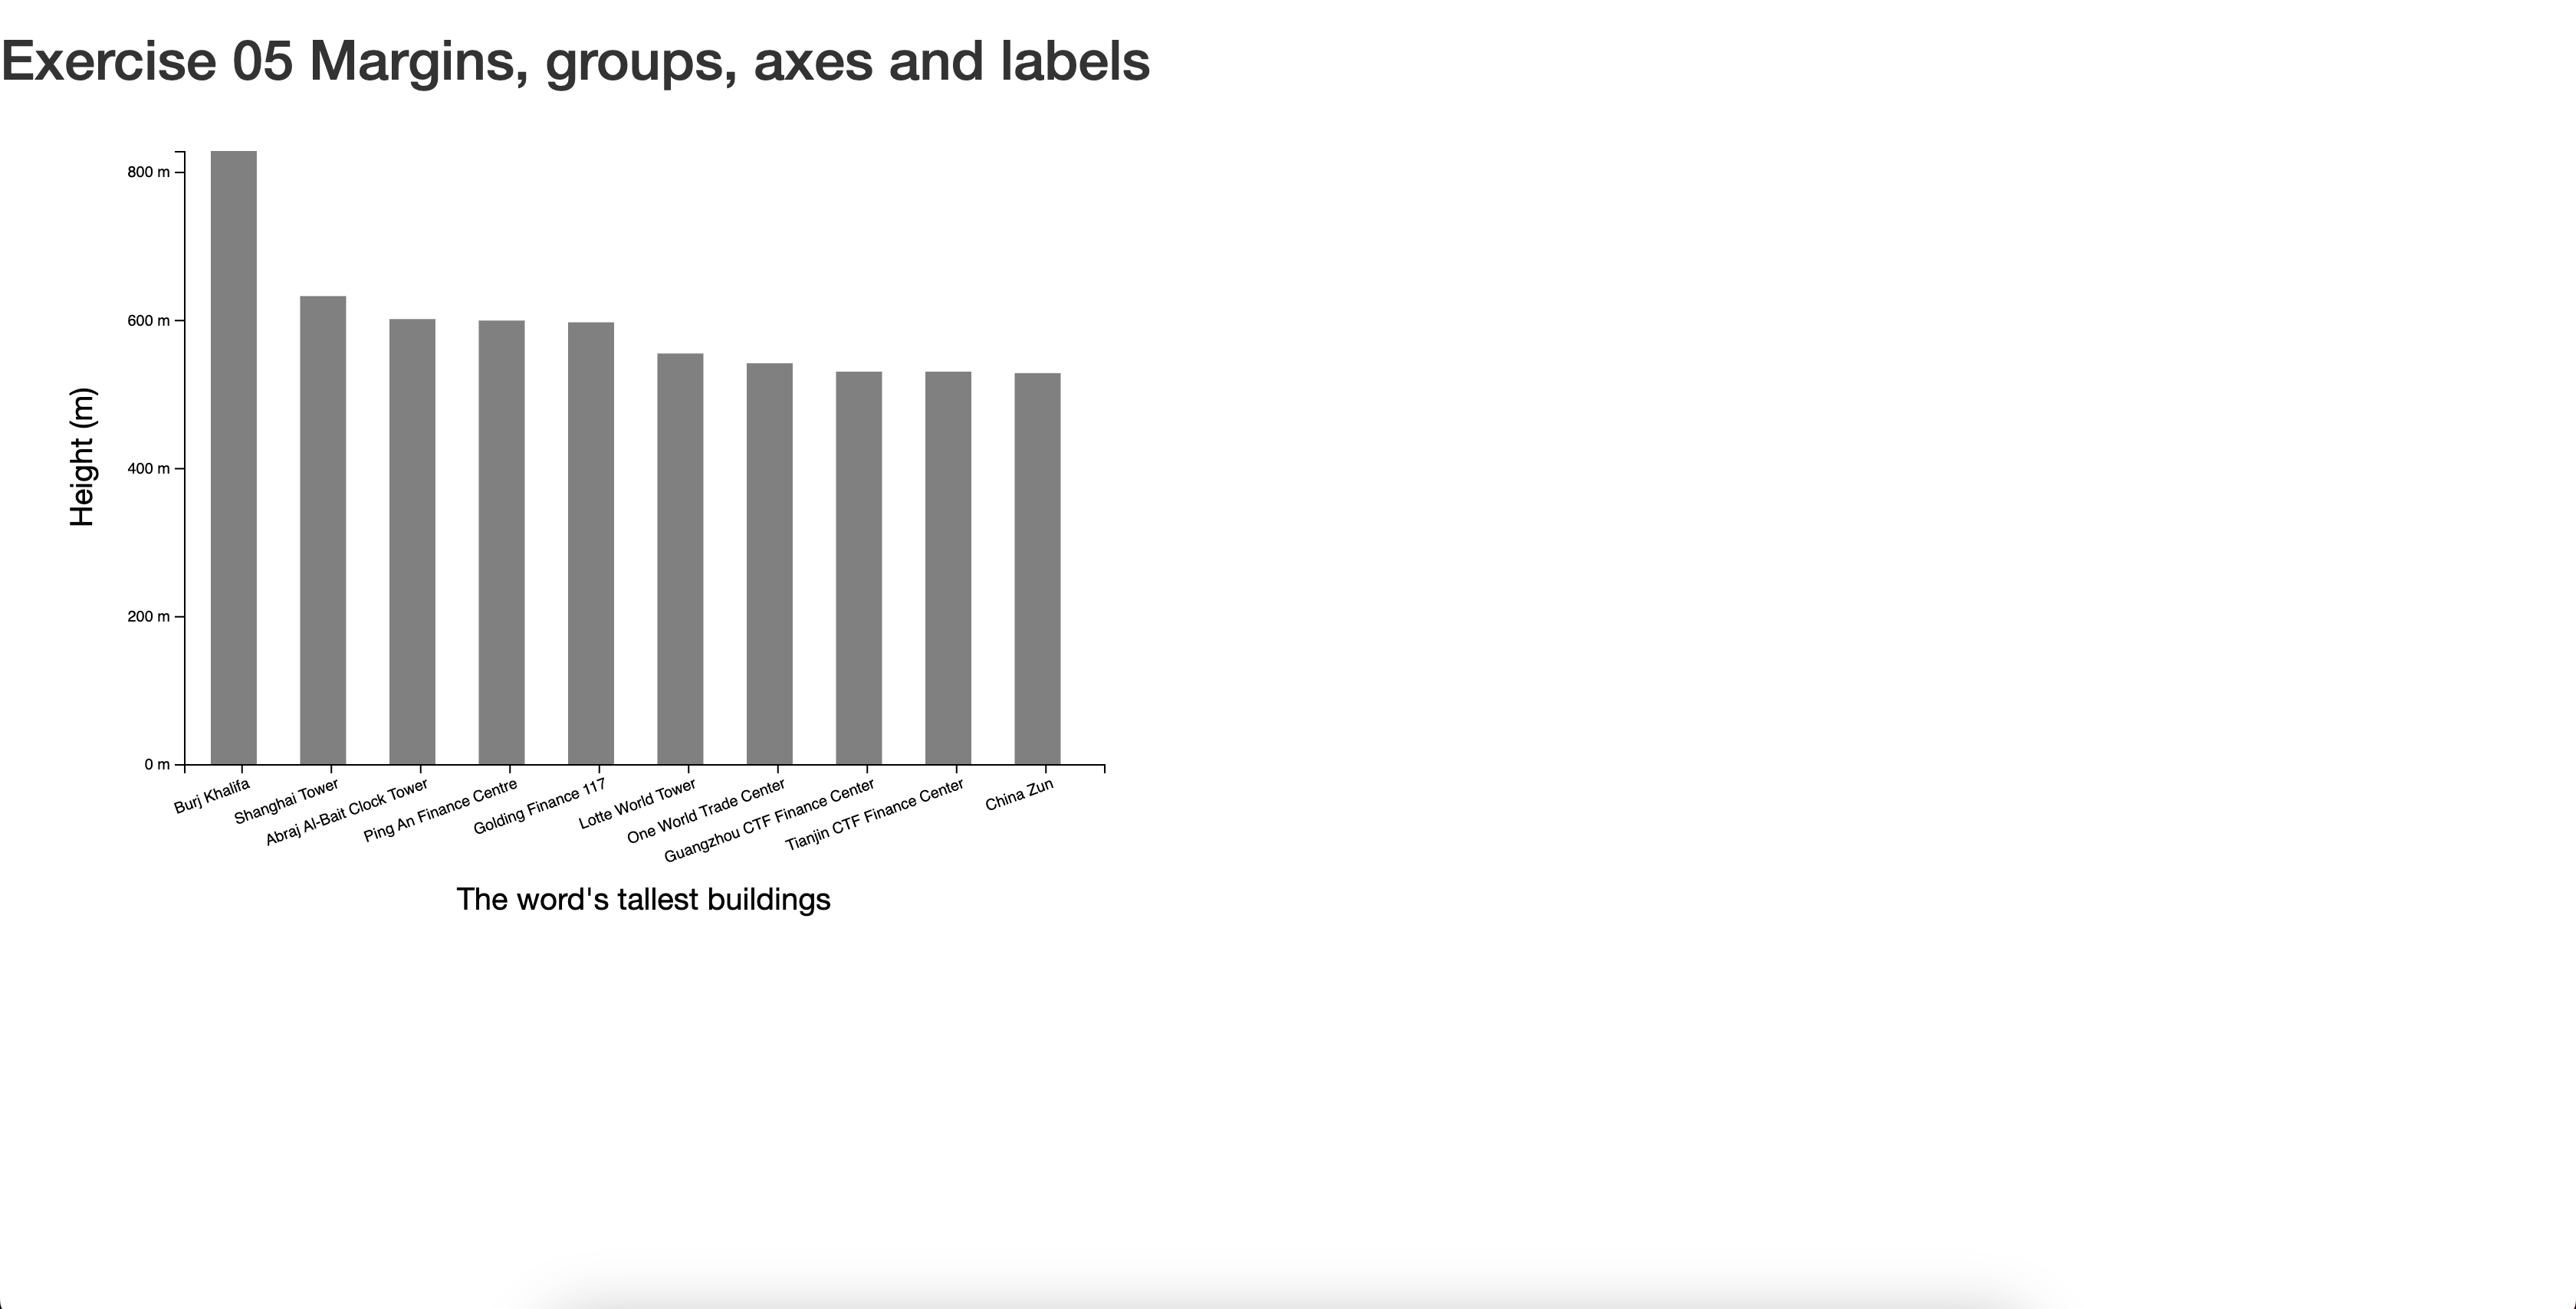 Exercise 05 Margins, groups, axes and labels
800 m
600 m
400 m
200 m
0 m
Height (m)
Burj Khalifa
Shanghai Tower
Abraj Al-Bait Clock Tower
Ping An Finance Centre
Golding Finance 117
Lotte World Tower
One World Trade Center
Guangzhou CTF Finance Center
Tianjin CTF Finance Center
China Zun
The word's tallest buildings